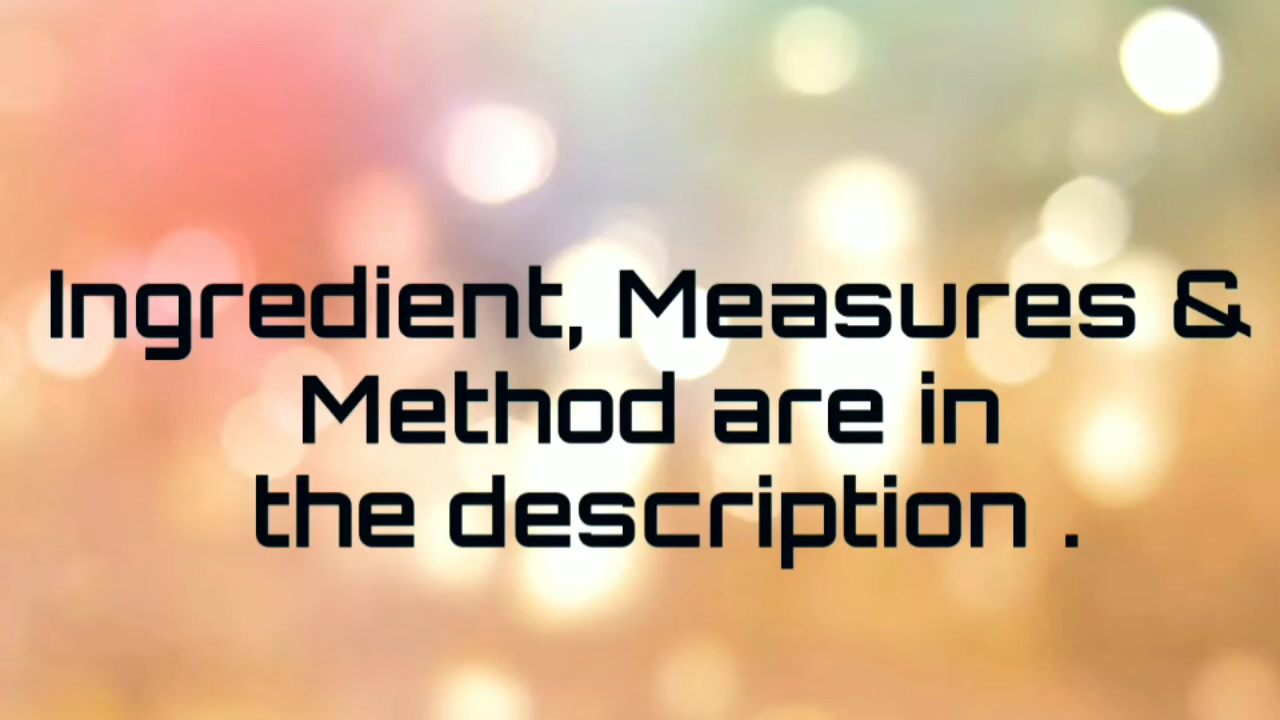 Ingredient, Measures &
Method are in
the description .